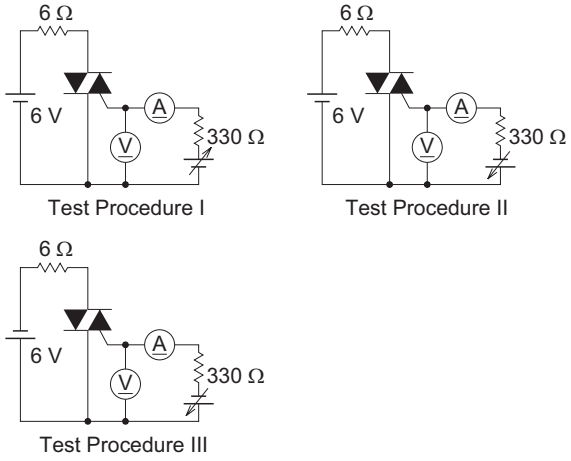 6 Ω
6 V
A
V
330 Ω
Test Procedure I
6 Ω
6 V
A
V
330 Ω
Test Procedure II
6 Ω
6 V
A
V
330 Ω
Test Procedure III